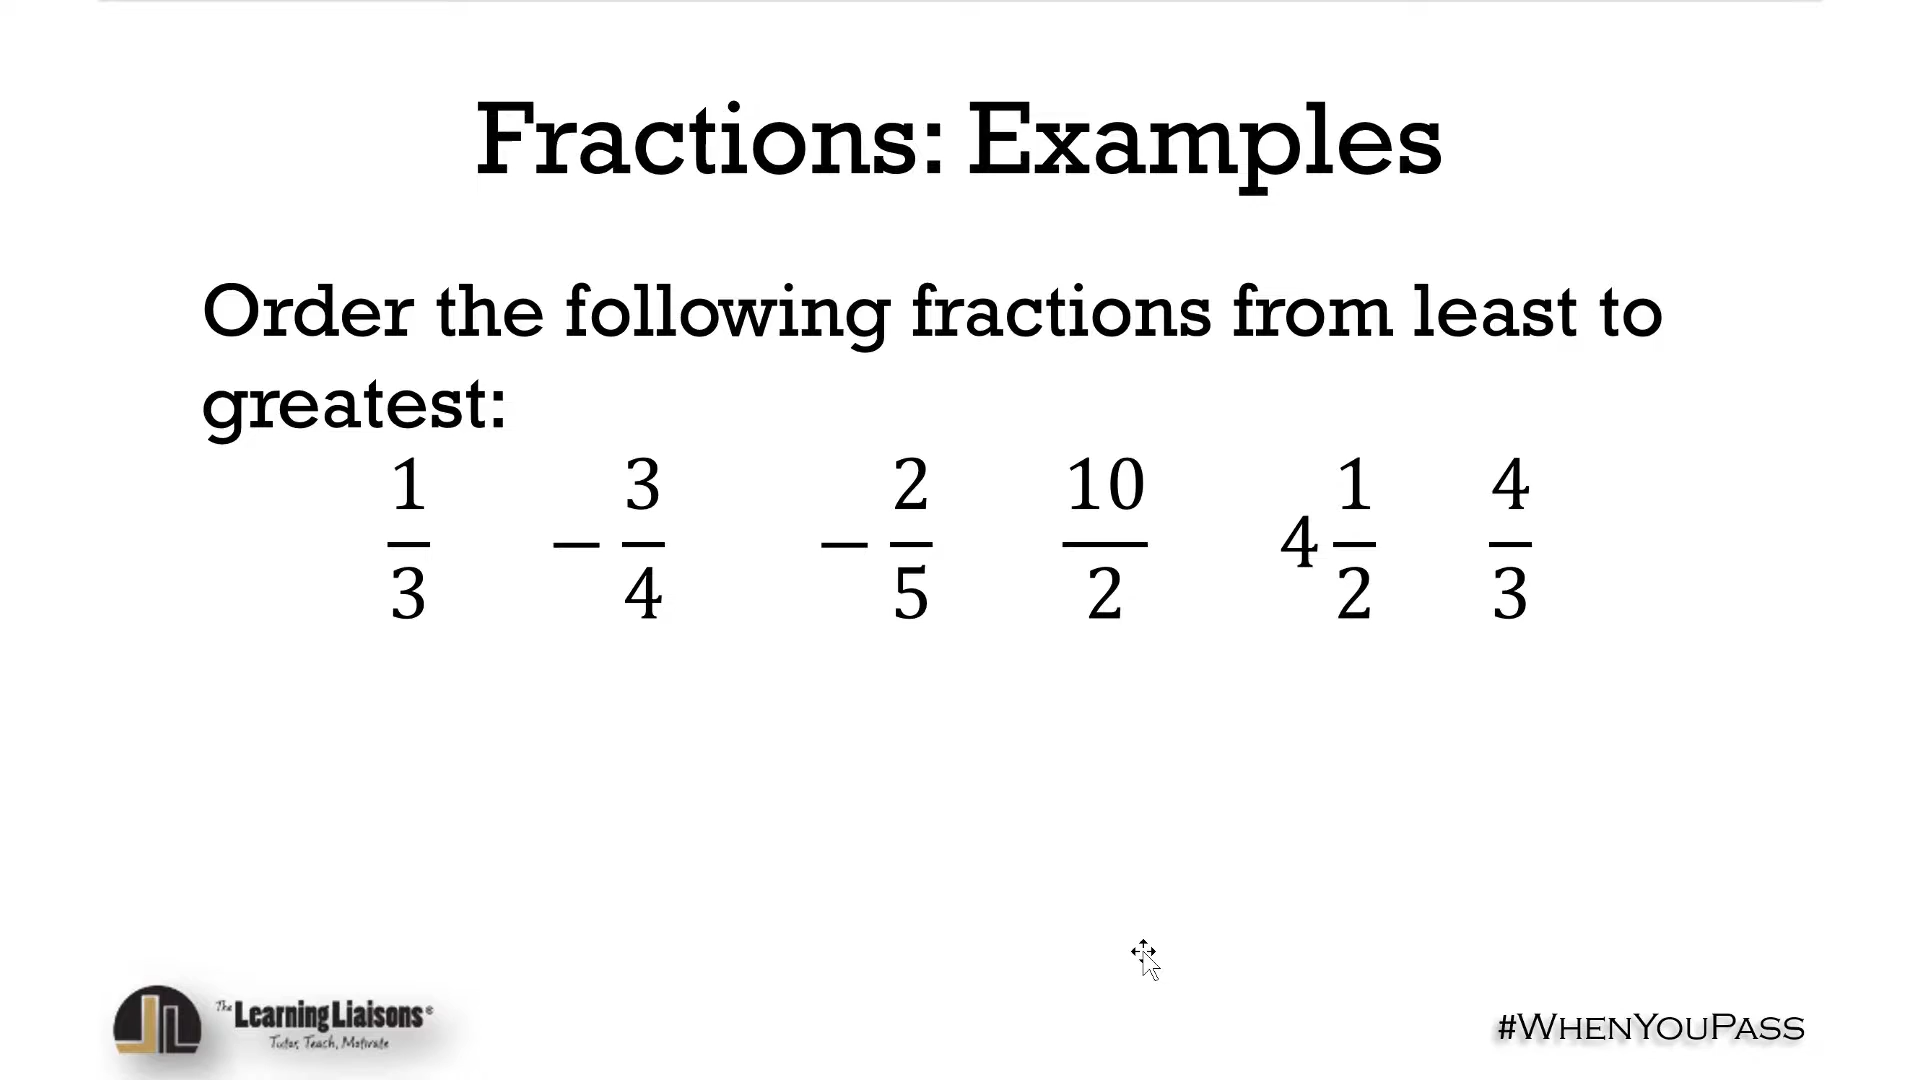 Fractions: Examples
Order the following fractions from least to
greatest:
1/3 −3/4 −2/5 10/2 4 1/2 4/3
The Learning Liaisons®
Tutor, Teach, Motivate
#WHENYOUPASS